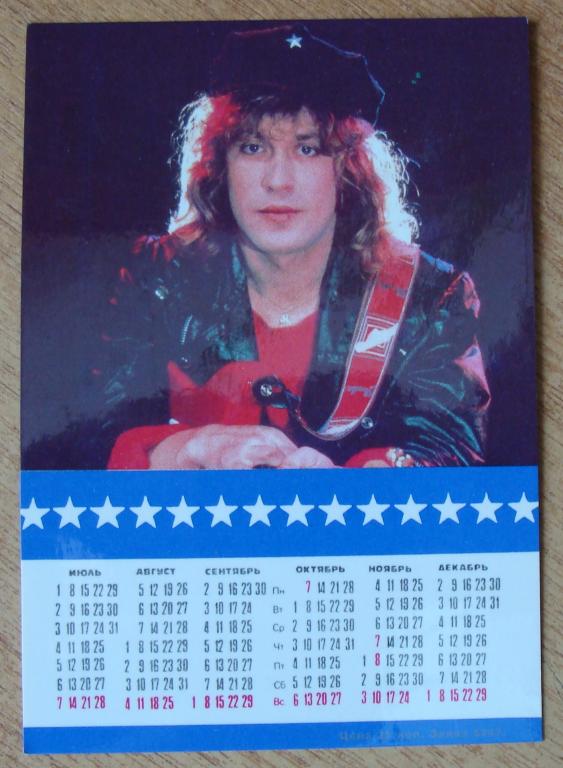 ИЮЛЬ АВГУСТ СЕНТЯБРЬ ОКТЯБРЬ НОЯБРЬ ДЕКАБРЬ
1 8 15 22 29 5 12 19 26 2 9 16 23 30 Пн 7 14 21 28 4 11 18 25 2 9 16 23 30
2 9 16 23 30 6 13 20 27 3 10 17 24 Вт 1 8 15 22 29 5 12 19 26 3 10 17 24 31
3 10 17 24 31 7 14 21 28 4 11 18 25 Ср 2 9 16 23 30 6 13 20 27 4 11 18 25
4 11 18 25 1 8 15 22 29 5 12 19 26 Чт 3 10 17 24 31 7 14 21 28 5 12 19 26
5 12 19 26 2 9 16 23 30 6 13 20 27 Пт 4 11 18 25 1 8 15 22 29 6 13 20 27
6 13 20 27 3 10 17 24 31 7 14 21 28 Сб 5 12 19 26 2 9 16 23 30 7 14 21 28
7 14 21 28 4 11 18 25 1 8 15 22 29 Вс 6 13 20 27 3 10 17 24 1 8 15 22 29
Цена коп. Заказ